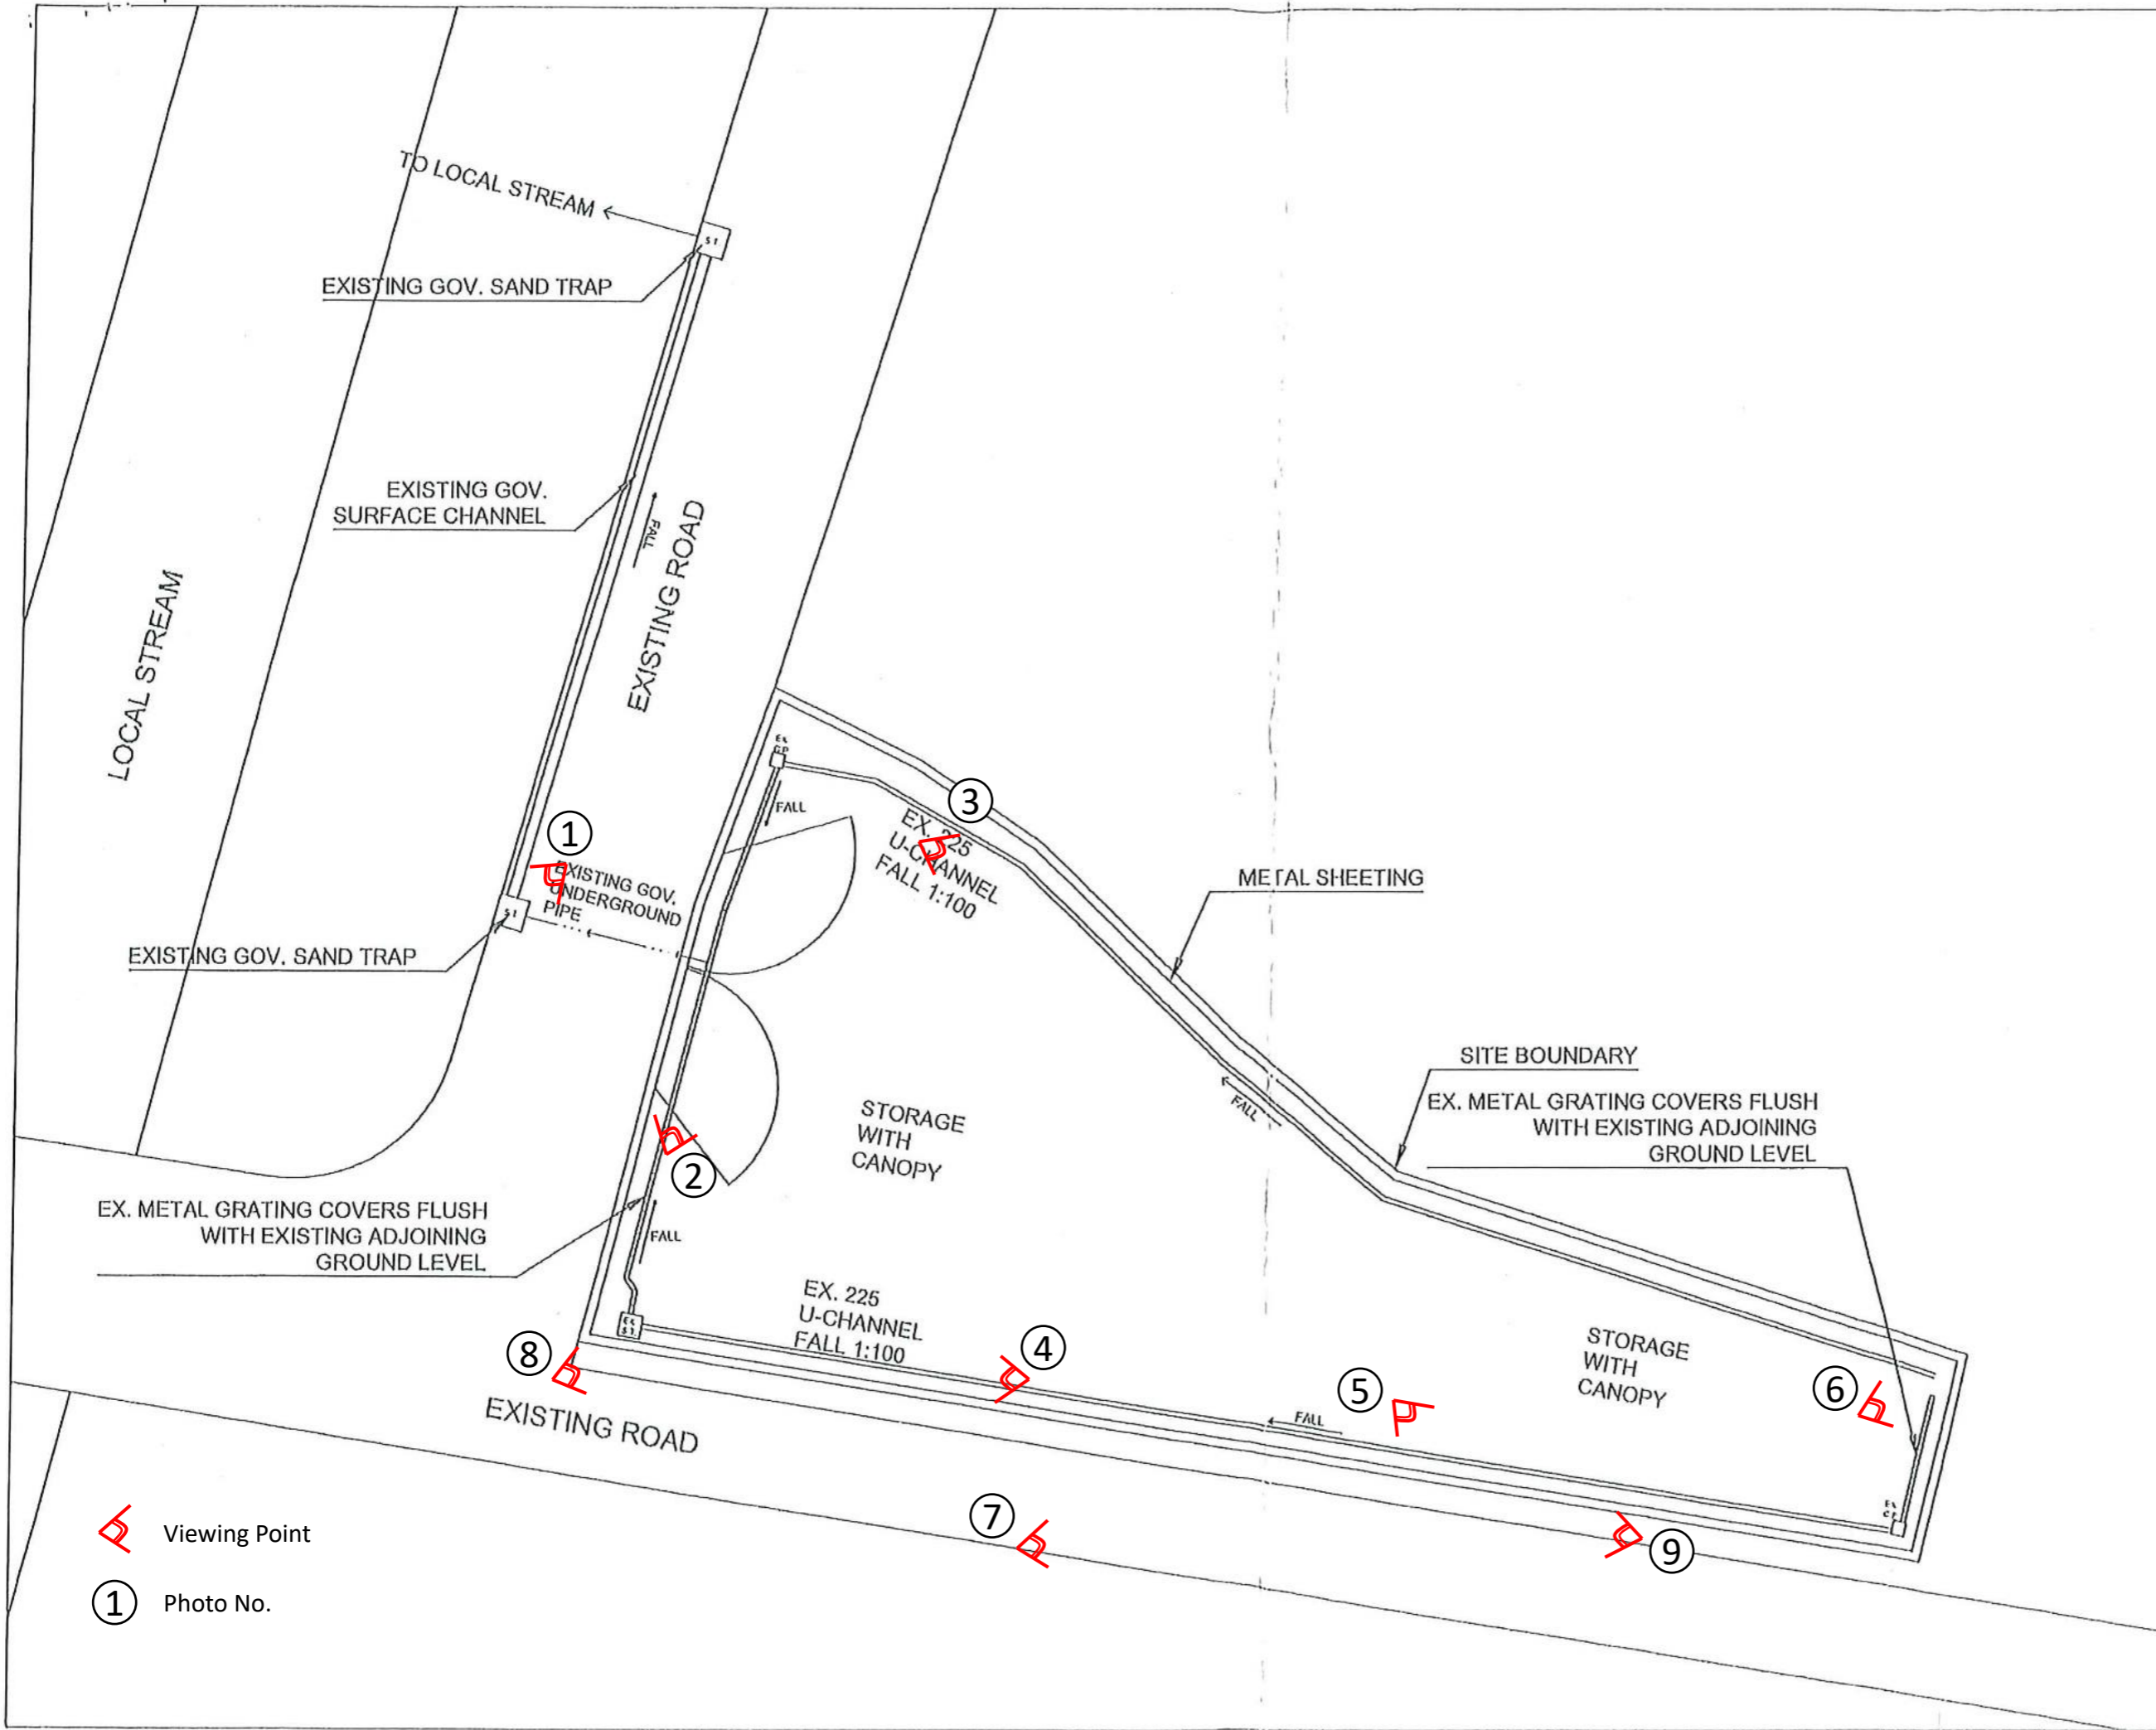 TO LOCAL STREAM
S T
EXISTING GOV. SAND TRAP
EXISTING GOV.
SURFACE CHANNEL
FALL
EXISTING ROAD
LOCAL STREAM
EX.
C.P.
FALL
③
EX. 225
U-CHANNEL
FALL 1:100
①
EXISTING GOV.
UNDERGROUND
PIPE
S T
METAL SHEETING
EXISTING GOV. SAND TRAP
SITE BOUNDARY
EX. METAL GRATING COVERS FLUSH
WITH EXISTING ADJOINING
GROUND LEVEL
FALL
STORAGE
WITH
CANOPY
②
EX. METAL GRATING COVERS FLUSH
WITH EXISTING ADJOINING
GROUND LEVEL
FALL
EX. 225
U-CHANNEL
FALL 1:100
EX.
S.T.
④
⑧
STORAGE
WITH
CANOPY
⑤
⑥
FALL
EXISTING ROAD
EX.
C.P.
⑦
⑨
Viewing Point
① Photo No.